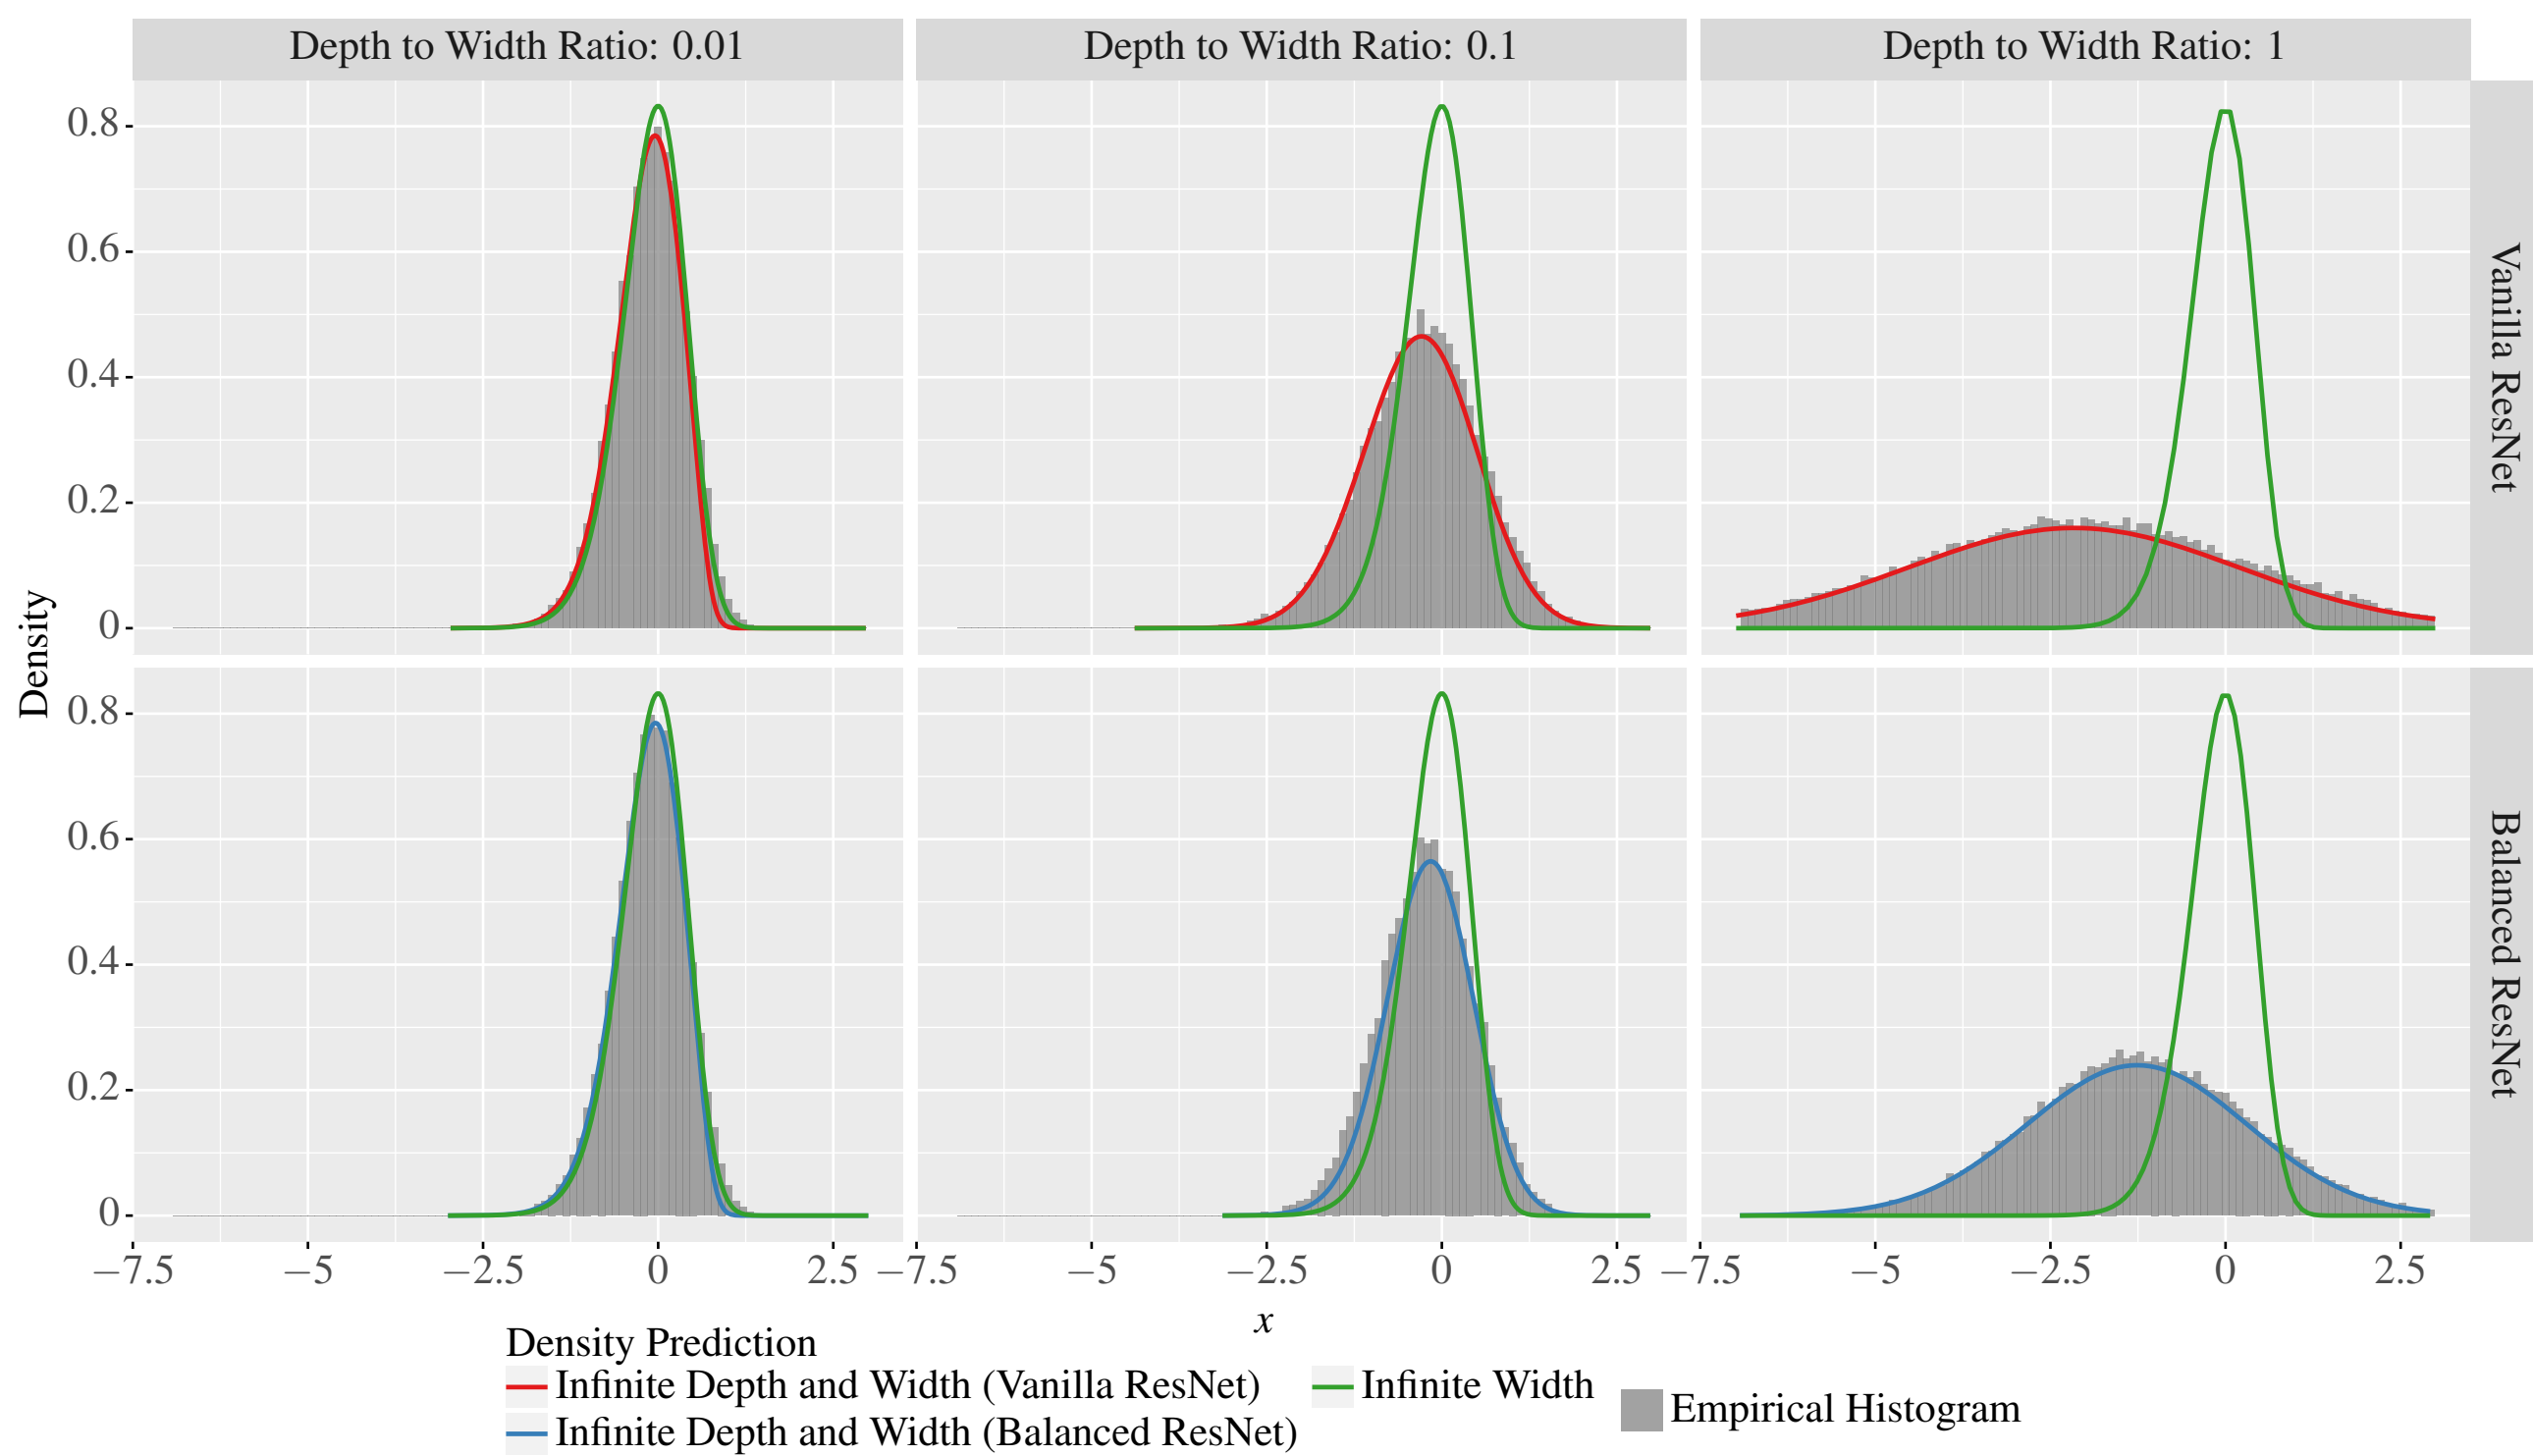 Depth to Width Ratio: 0.01
Depth to Width Ratio: 0.1
Depth to Width Ratio: 1
Density
0.8
0.6
0.4
0.2
0
Vanilla ResNet
0.8
0.6
0.4
0.2
0
Balanced ResNet
−7.5 −5 −2.5 0 2.5
−7.5 −5 −2.5 0 2.5
−7.5 −5 −2.5 0 2.5
x
Density Prediction
Infinite Depth and Width (Vanilla ResNet)
Infinite Depth and Width (Balanced ResNet)
Infinite Width
Empirical Histogram